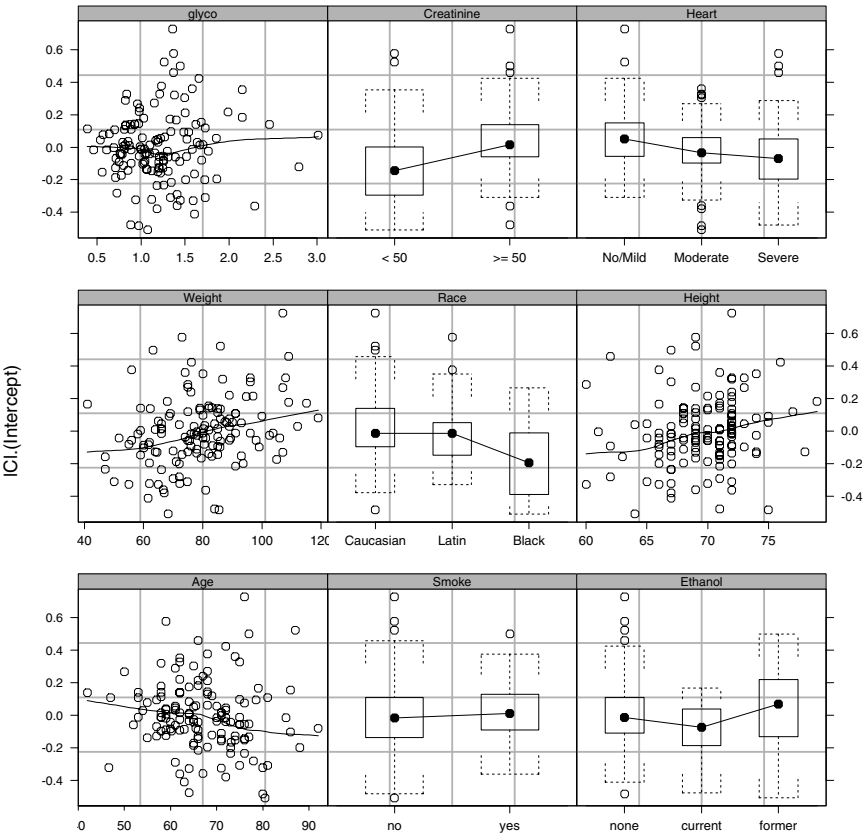 glyco Creatinine Heart
0.6
0.4
0.2
0.0
-0.2
-0.4
0.5 1.0 1.5 2.0 2.5 3.0 < 50 >= 50 No/Mild Moderate Severe
Weight Race Height
0.6
0.4
0.2
0.0
-0.2
-0.4
40 60 80 100 120 Caucasian Latin Black 60 65 70 75
lCl.(Intercept)
Age Smoke Ethanol
0.6
0.4
0.2
0.0
-0.2
-0.4
50 60 70 80 90 no yes none current former